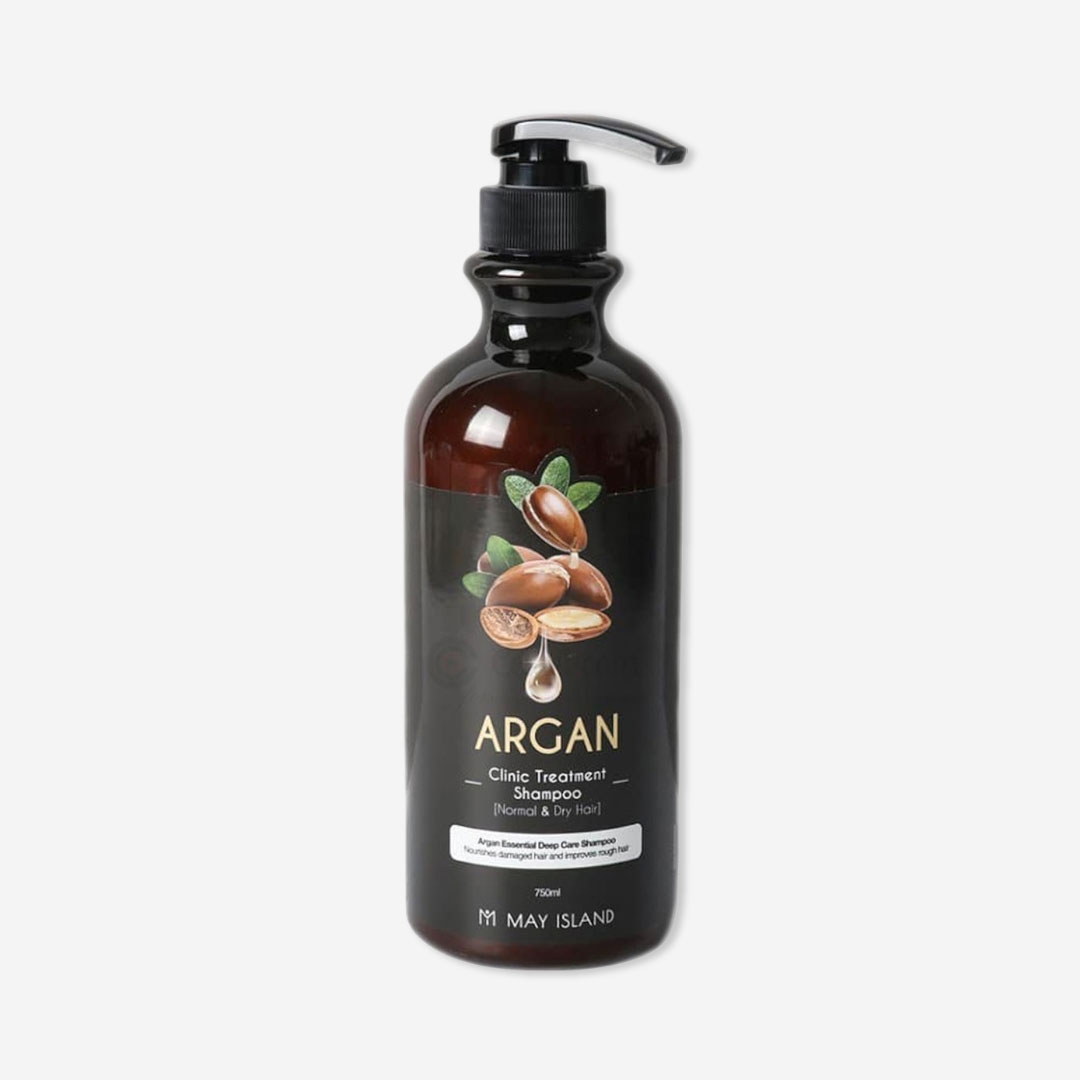 ARGAN
Clinic Treatment
Shampoo
[Normal & Dry Hair]
Argan Essential Deep Care Shampoo
Nourishes damaged hair and improves rough hair
750ml
MAY ISLAND